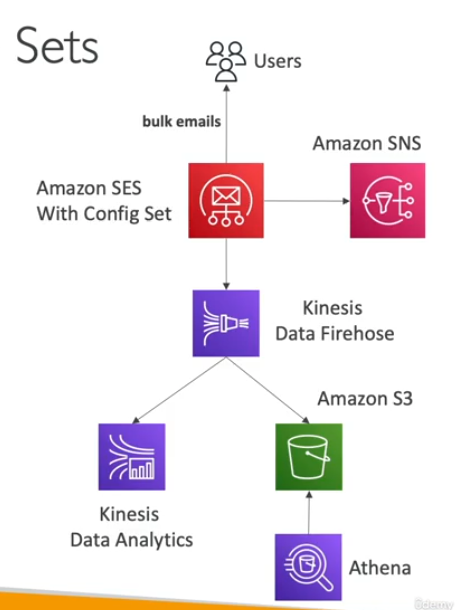 Sets
Users
bulk emails
Amazon SNS
Amazon SES
With Config Set
Kinesis
Data Firehose
Amazon S3
Kinesis
Data Analytics
Athena
ûdemy